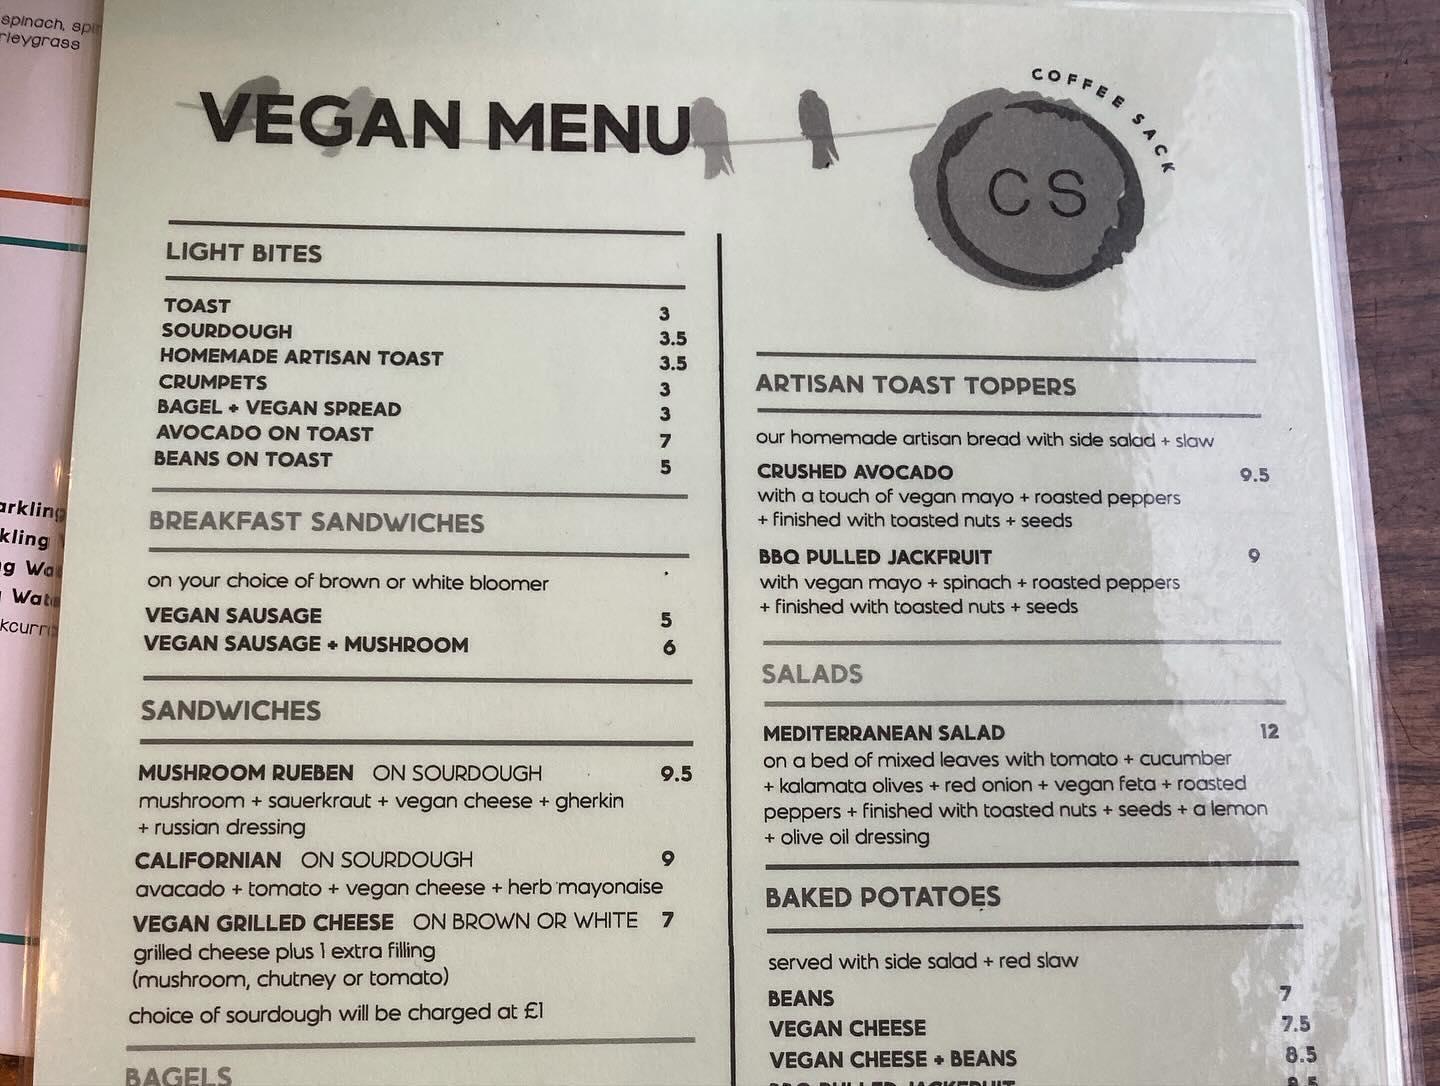 spinach,
VEGAN MENU
COFFEE SACK
CS
LIGHT BITES
TOAST 3
SOURDOUGH 3.5
HOMEMADE ARTISAN TOAST 3.5
CRUMPETS 3
BAGEL + VEGAN SPREAD 3
AVOCADO ON TOAST 7
BEANS ON TOAST 5
BREAKFAST SANDWICHES
on your choice of brown or white bloomer
VEGAN SAUSAGE 5
VEGAN SAUSAGE + MUSHROOM 6
SANDWICHES
MUSHROOM RUEBEN ON SOURDOUGH 9.5
mushroom + sauerkraut + vegan cheese + gherkin
+ russian dressing
CALIFORNIAN ON SOURDOUGH 9
avacado + tomato + vegan cheese + herb mayonaise
VEGAN GRILLED CHEESE ON BROWN OR WHITE 7
grilled cheese plus 1 extra filling
(mushroom, chutney or tomato)
choice of sourdough will be charged at £1
BAGELS
ARTISAN TOAST TOPPERS
our homemade artisan bread with side salad + slaw
CRUSHED AVOCADO 9.5
with a touch of vegan mayo + roasted peppers
+ finished with toasted nuts + seeds
BBQ PULLED JACKFRUIT 9
with vegan mayo + spinach + roasted peppers
+ finished with toasted nuts + seeds
SALADS
MEDITERRANEAN SALAD 12
on a bed of mixed leaves with tomato + cucumber
+ kalamata olives + red onion + vegan feta + roasted
peppers + finished with toasted nuts + seeds + a lemon
+ olive oil dressing
BAKED POTATOES
served with side salad + red slaw
BEANS 7
VEGAN CHEESE 7.5
VEGAN CHEESE + BEANS 8.5
BBQ PULLED JACKFRUIT 9.5